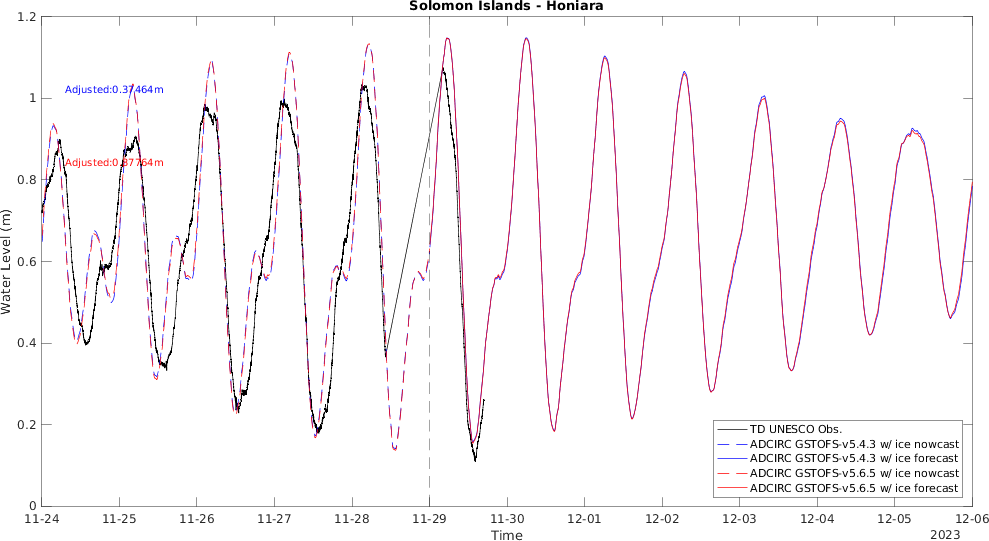 Solomon Islands - Honiara
Water Level (m)
1.2
1
0.8
0.6
0.4
0.2
0
Adjusted:0.37464m
Adjusted:0.37764m
TD UNESCO Obs.
ADCIRC GSTOFS-v5.4.3 w/ ice nowcast
ADCIRC GSTOFS-v5.4.3 w/ ice forecast
ADCIRC GSTOFS-v5.6.5 w/ ice nowcast
ADCIRC GSTOFS-v5.6.5 w/ ice forecast
11-24 11-25 11-26 11-27 11-28 11-29 11-30 12-01 12-02 12-03 12-04 12-05 12-06
Time
2023